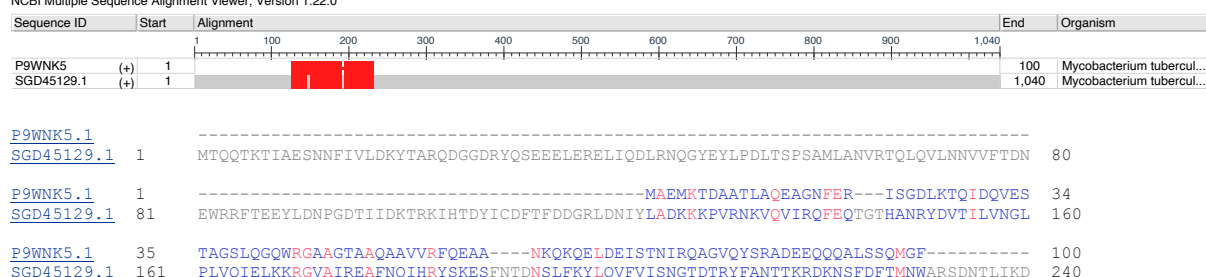 NCBI Multiple Sequence Alignment Viewer, Version 1.22.0
Sequence ID Start Alignment End Organism
1 100 200 300 400 500 600 700 800 900 1,040
P9WNK5 (+) 1 100 Mycobacterium tubercul...
SGD45129.1 (+) 1 1,040 Mycobacterium tubercul...
P9WNK5.1 --------------------------------------------------------------------------------
SGD45129.1 1 MTQQTKTIAESNNFIVLDKYTARQDGGDRYQSEEELERELIQDLRNQGYEYLPDLTSPSAMLANVRTQLQVLNNVVFTDN 80
P9WNK5.1 1 -------------------------------------------MAEMKTDAATLAQEAGNFER---ISGDLKTQIDQVES 34
SGD45129.1 81 EWRRFTEEYLDNPGDTIIDKTRKIHTDYICDFTFDDGRLDNIYLADKKKPVRNKVQVIRQFEQTGTHANRYDVTILVNGL 160
P9WNK5.1 35 TAGSLQGQWRGAAGTAAQAAVVRFQEAA----NKQKQELDEISTNIRQAGVQYSRADEEQQQALSSQMGF---------- 100
SGD45129.1 161 PLVQIELKKRGVAIREAFNQIHRYSKESFNTDNSLFKYLQVFVISNGTDTRYFANTTKRDKNSFDFTMNWARSDNTLIKD 240